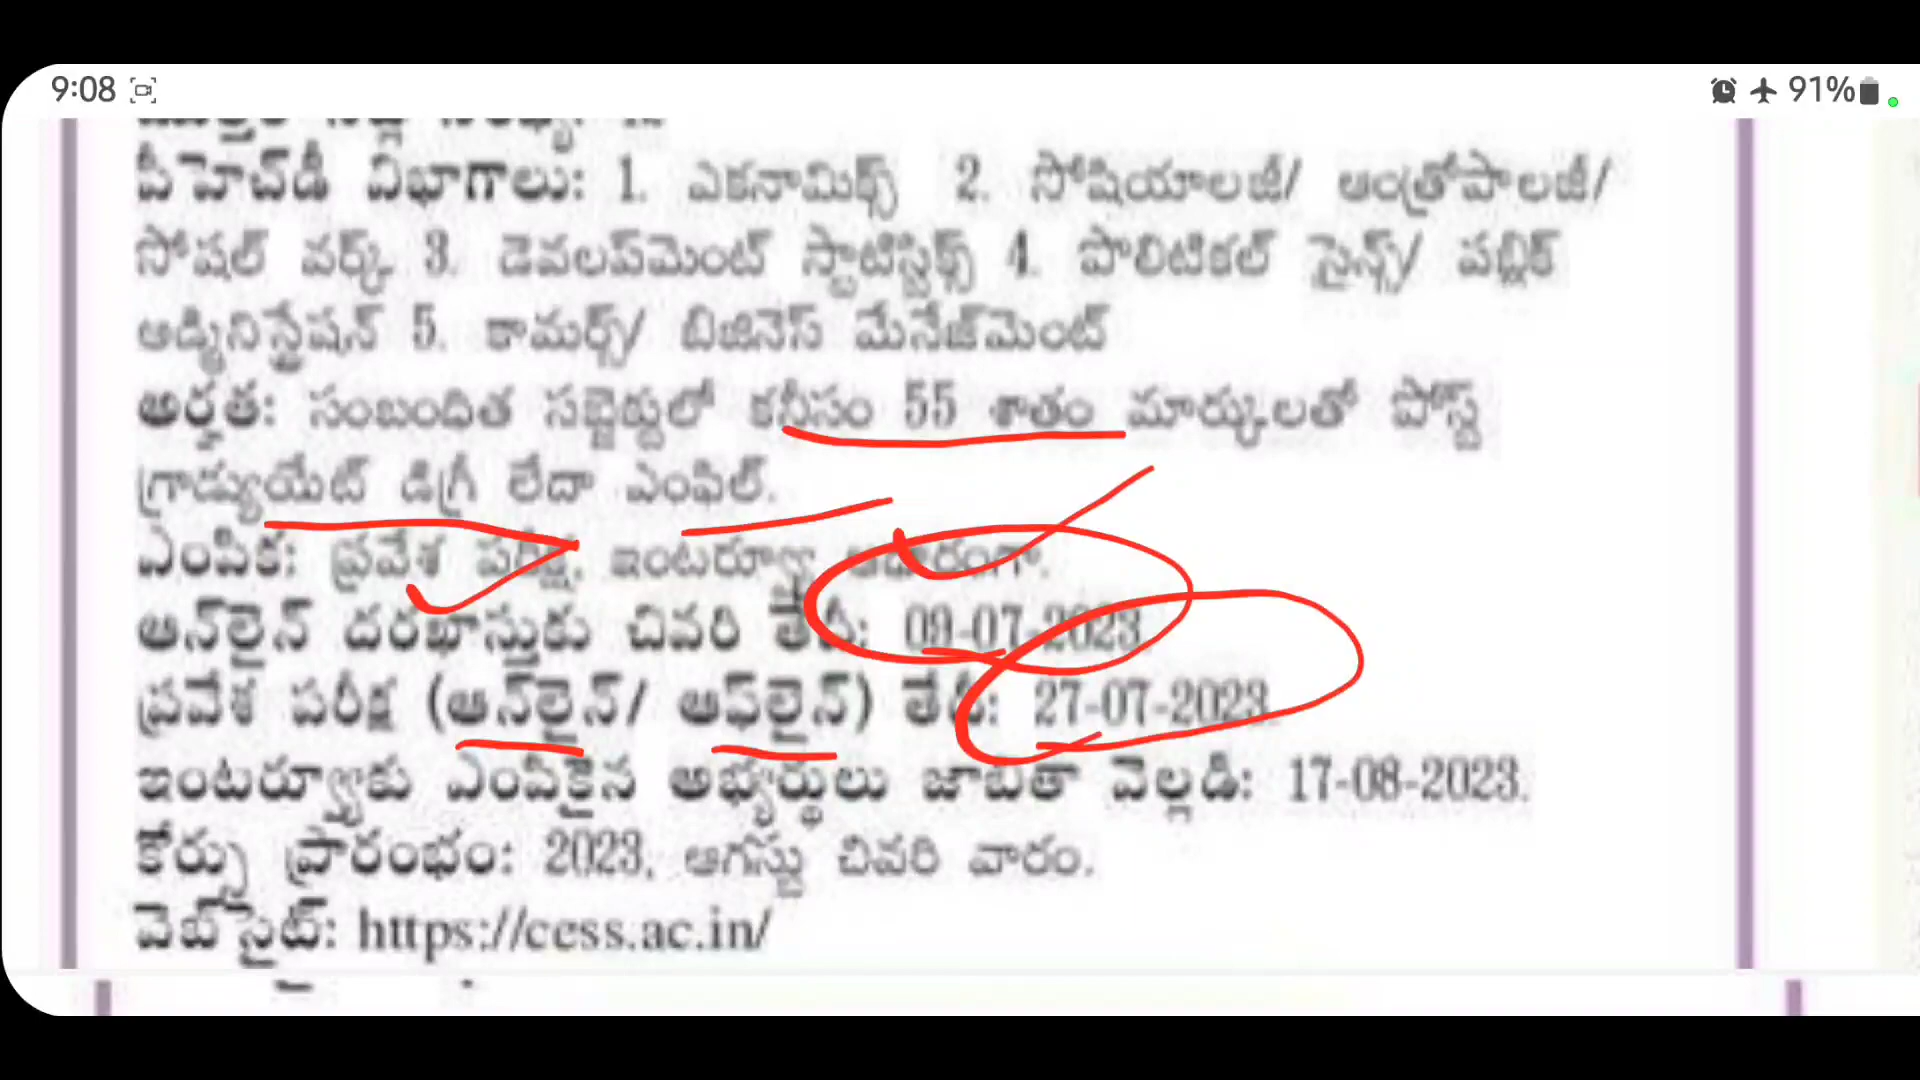 9:08 91%
పీహెచ్‌డీ విభాగాలు: 1. ఎకనామిక్స్ 2. సోషియాలజీ/ ఆంత్రోపాలజీ/
సోషల్ వర్క్ 3. డెవలప్‌మెంట్ స్టాటిస్టిక్స్ 4. పొలిటికల్ సైన్స్/ పబ్లిక్
అడ్మినిస్ట్రేషన్ 5. కామర్స్/ బిజినెస్ మేనేజ్‌మెంట్
అర్హత: సంబంధిత సబ్జెక్టులో కనీసం 55 శాతం మార్కులతో పోస్ట్
గ్రాడ్యుయేట్ డిగ్రీ లేదా ఎంఫిల్.
ఎంపిక: ప్రవేశ పరీక్ష, ఇంటర్వ్యూ ఆధారంగా.
ఆన్‌లైన్ దరఖాస్తుకు చివరి తేదీ: 09-07-2023.
ప్రవేశ పరీక్ష (ఆన్‌లైన్/ ఆఫ్‌లైన్) తేదీ: 27-07-2023.
ఇంటర్వ్యూకు ఎంపికైన అభ్యర్థులు జాబితా వెల్లడి: 17-08-2023.
కోర్సు ప్రారంభం: 2023, ఆగస్టు చివరి వారం.
వెబ్‌సైట్: https://cess.ac.in/